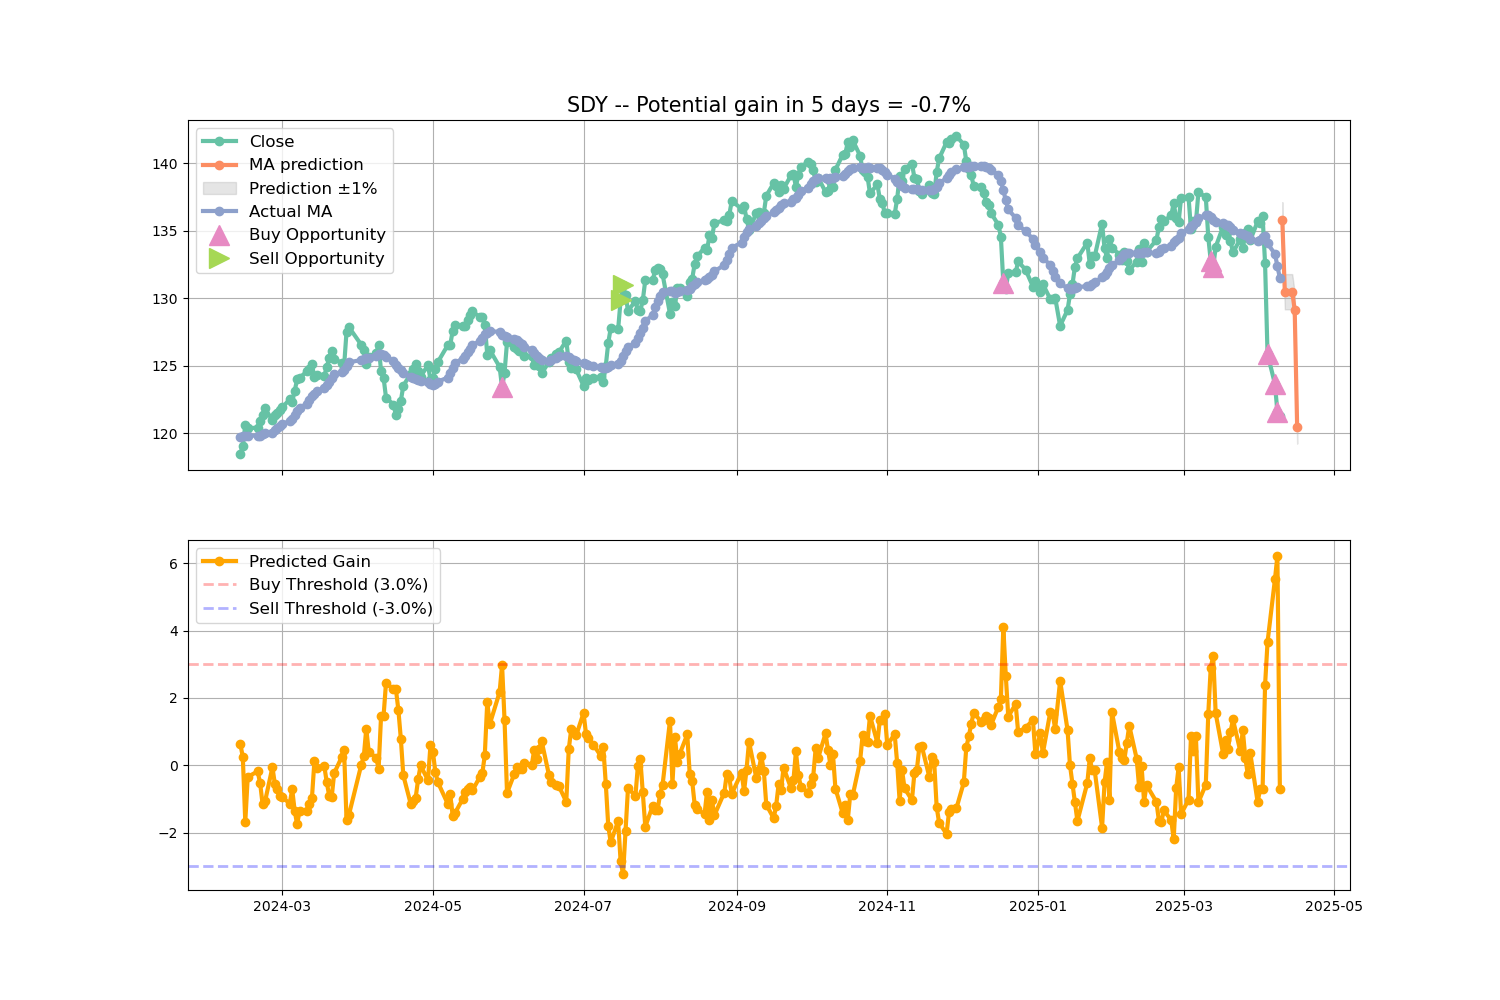 SDY -- Potential gain in 5 days = -0.7%
Close
MA prediction
Prediction ±1%
Actual MA
Buy Opportunity
Sell Opportunity
140
135
130
125
120
Predicted Gain
Buy Threshold (3.0%)
Sell Threshold (-3.0%)
6
4
2
0
−2
2024-03 2024-05 2024-07 2024-09 2024-11 2025-01 2025-03 2025-05